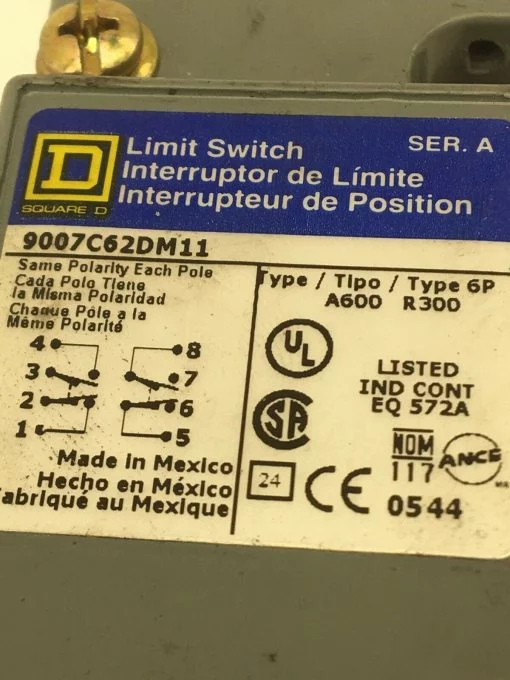 D
SQUARE D
Limit Switch
SER. A
Interruptor de Límite
Interrupteur de Position
9007C62DM11
Same Polarity Each Pole
Cada Polo Tiene
la Misma Polaridad
Chaque Pôle a la
Même Polarité
4
8
3
7
2
6
1
5
Made in Mexico
Hecho en México
Fabriqué au Mexique
Type / Tipo / Type 6P
A600 R300
UL
LISTED
IND CONT
EQ 572A
SA
NOM
117
ANCE
24
CE
0544